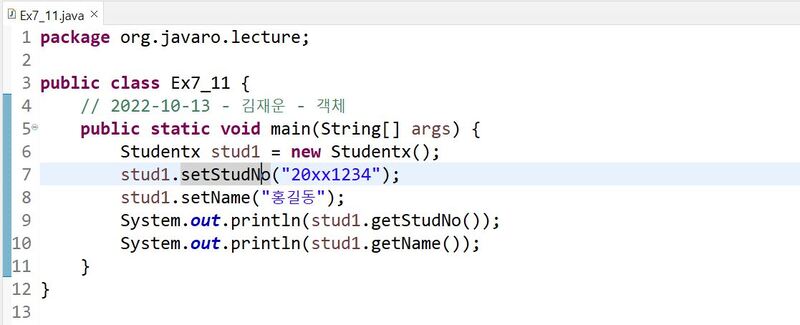 Ex7_11.java
1 package org.javaro.lecture;
2
3 public class Ex7_11 {
4 // 2022-10-13 - 김재운 - 객체
5 public static void main(String[] args) {
6 Studentx stud1 = new Studentx();
7 stud1.setStudNo("20xx1234");
8 stud1.setName("홍길동");
9 System.out.println(stud1.getStudNo());
10 System.out.println(stud1.getName());
11 }
12 }
13